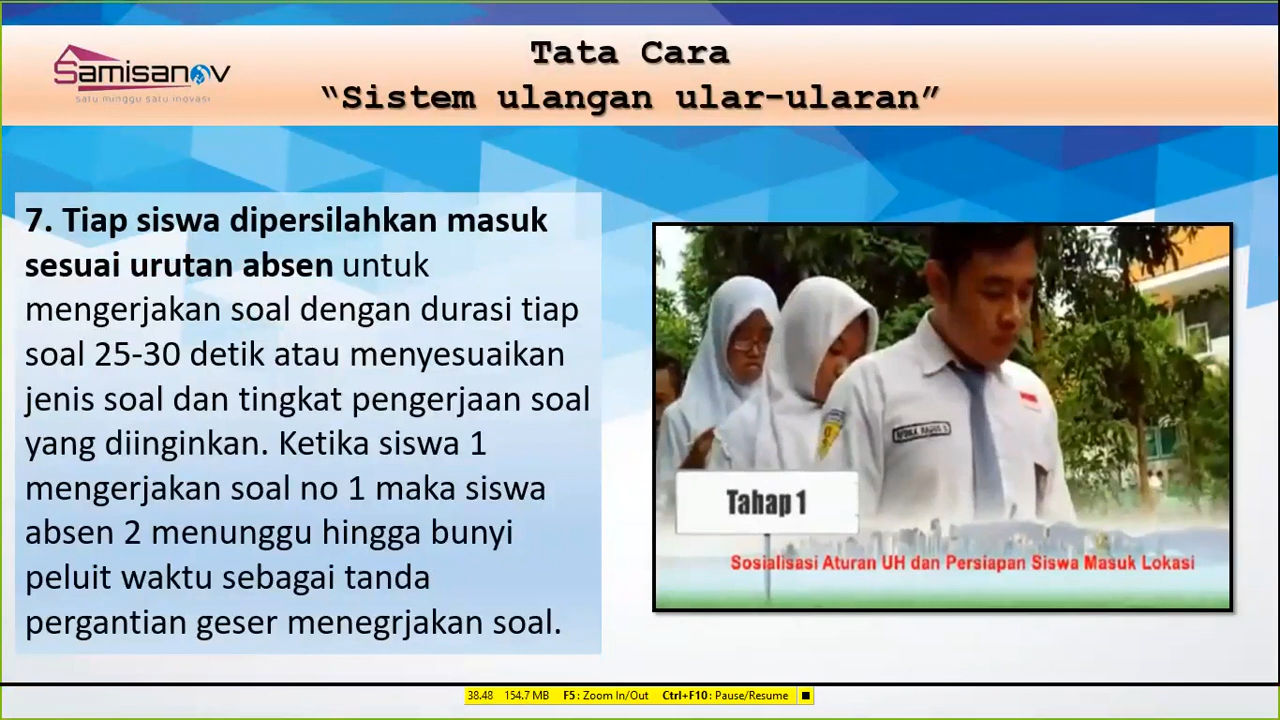 Samisanov
satu minggu satu inovasi
Tata Cara
“Sistem ulangan ular-ularan”
7. Tiap siswa dipersilahkan masuk
sesuai urutan absen untuk
mengerjakan soal dengan durasi tiap
soal 25-30 detik atau menyesuaikan
jenis soal dan tingkat pengerjaan soal
yang diinginkan. Ketika siswa 1
mengerjakan soal no 1 maka siswa
absen 2 menunggu hingga bunyi
peluit waktu sebagai tanda
pergantian geser menegrjakan soal.
Tahap 1
Sosialisasi Aturan UH dan Persiapan Siswa Masuk Lokasi
38.48 154.7 MB F5: Zoom In/Out Ctrl+F10: Pause/Resume